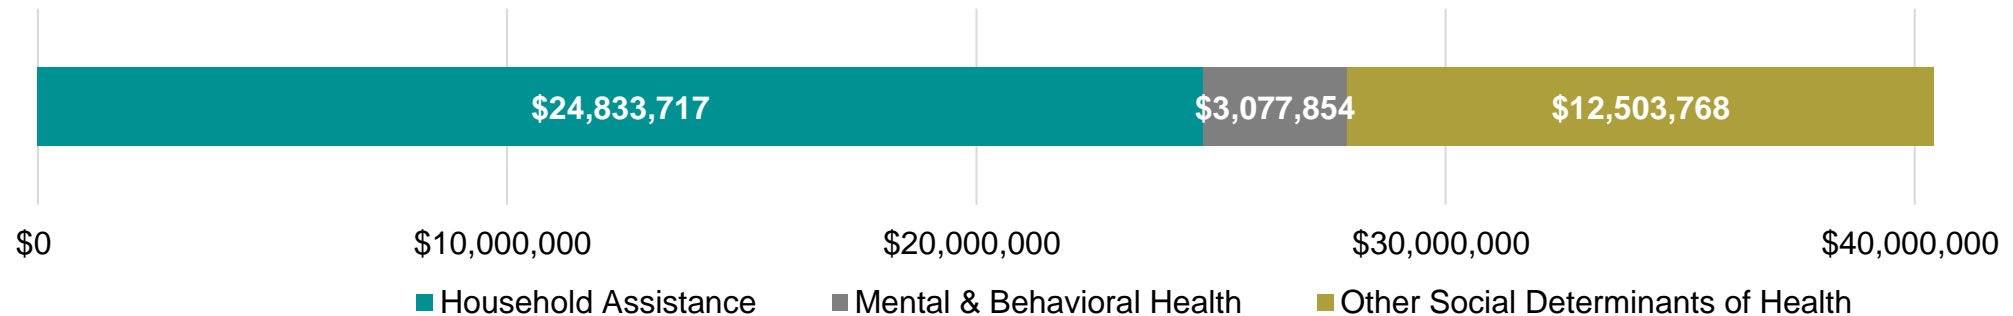 $24,833,717 $3,077,854 $12,503,768
$0 $10,000,000 $20,000,000 $30,000,000 $40,000,000
Household Assistance Mental & Behavioral Health Other Social Determinants of Health